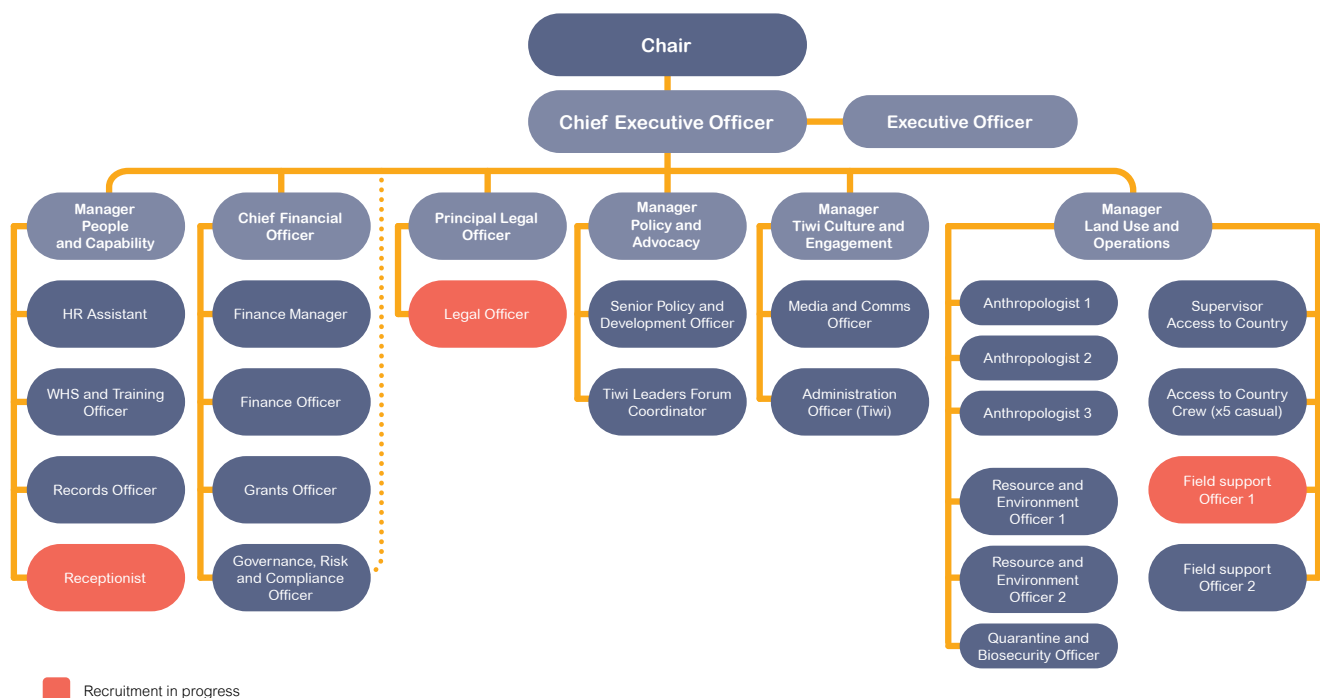 Chair
Chief Executive Officer
Executive Officer
Manager
People
and Capability
HR Assistant
WHS and Training
Officer
Records Officer
Receptionist
Chief Financial
Officer
Finance Manager
Finance Officer
Grants Officer
Governance, Risk
and Compliance
Officer
Principal Legal
Officer
Legal Officer
Manager
Policy and
Advocacy
Senior Policy and
Development Officer
Tiwi Leaders Forum
Coordinator
Manager
Tiwi Culture and
Engagement
Media and Comms
Officer
Administration
Officer (Tiwi)
Manager
Land Use and
Operations
Anthropologist 1
Anthropologist 2
Anthropologist 3
Resource and
Environment
Officer 1
Resource and
Environment
Officer 2
Quarantine and
Biosecurity Officer
Supervisor
Access to Country
Access to Country
Crew (x5 casual)
Field support
Officer 1
Field support
Officer 2
Recruitment in progress